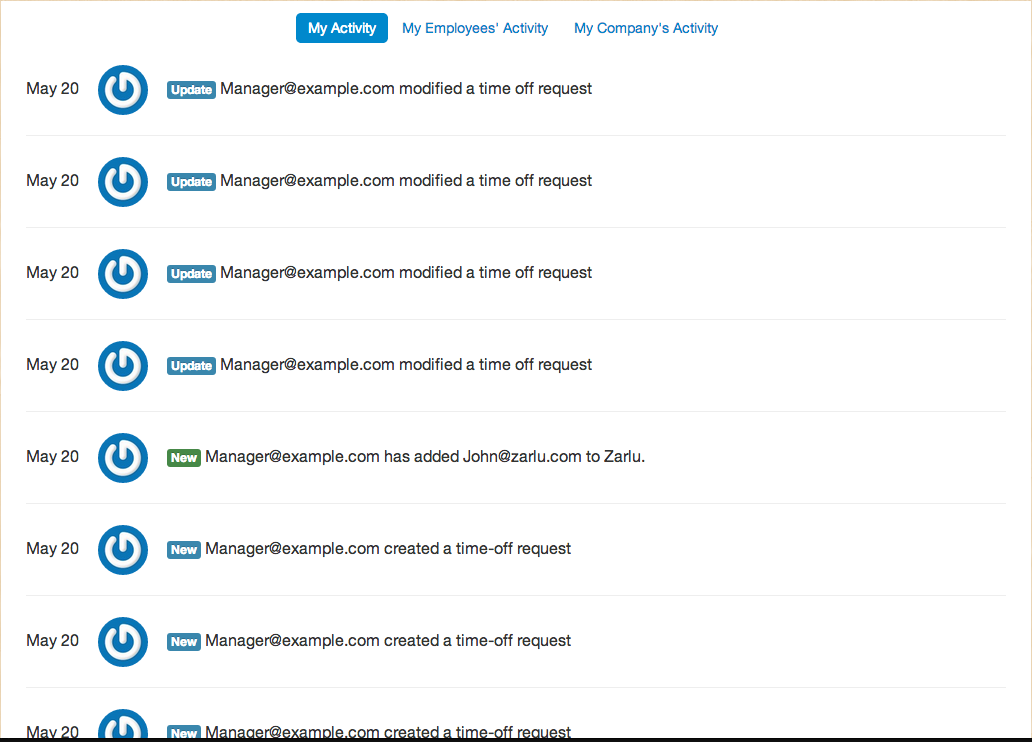 My Activity My Employees' Activity My Company's Activity
May 20 Update Manager@example.com modified a time off request
May 20 Update Manager@example.com modified a time off request
May 20 Update Manager@example.com modified a time off request
May 20 Update Manager@example.com modified a time off request
May 20 New Manager@example.com has added John@zarlu.com to Zarlu.
May 20 New Manager@example.com created a time-off request
May 20 New Manager@example.com created a time-off request
May 20 New Manager@example.com created a time-off request